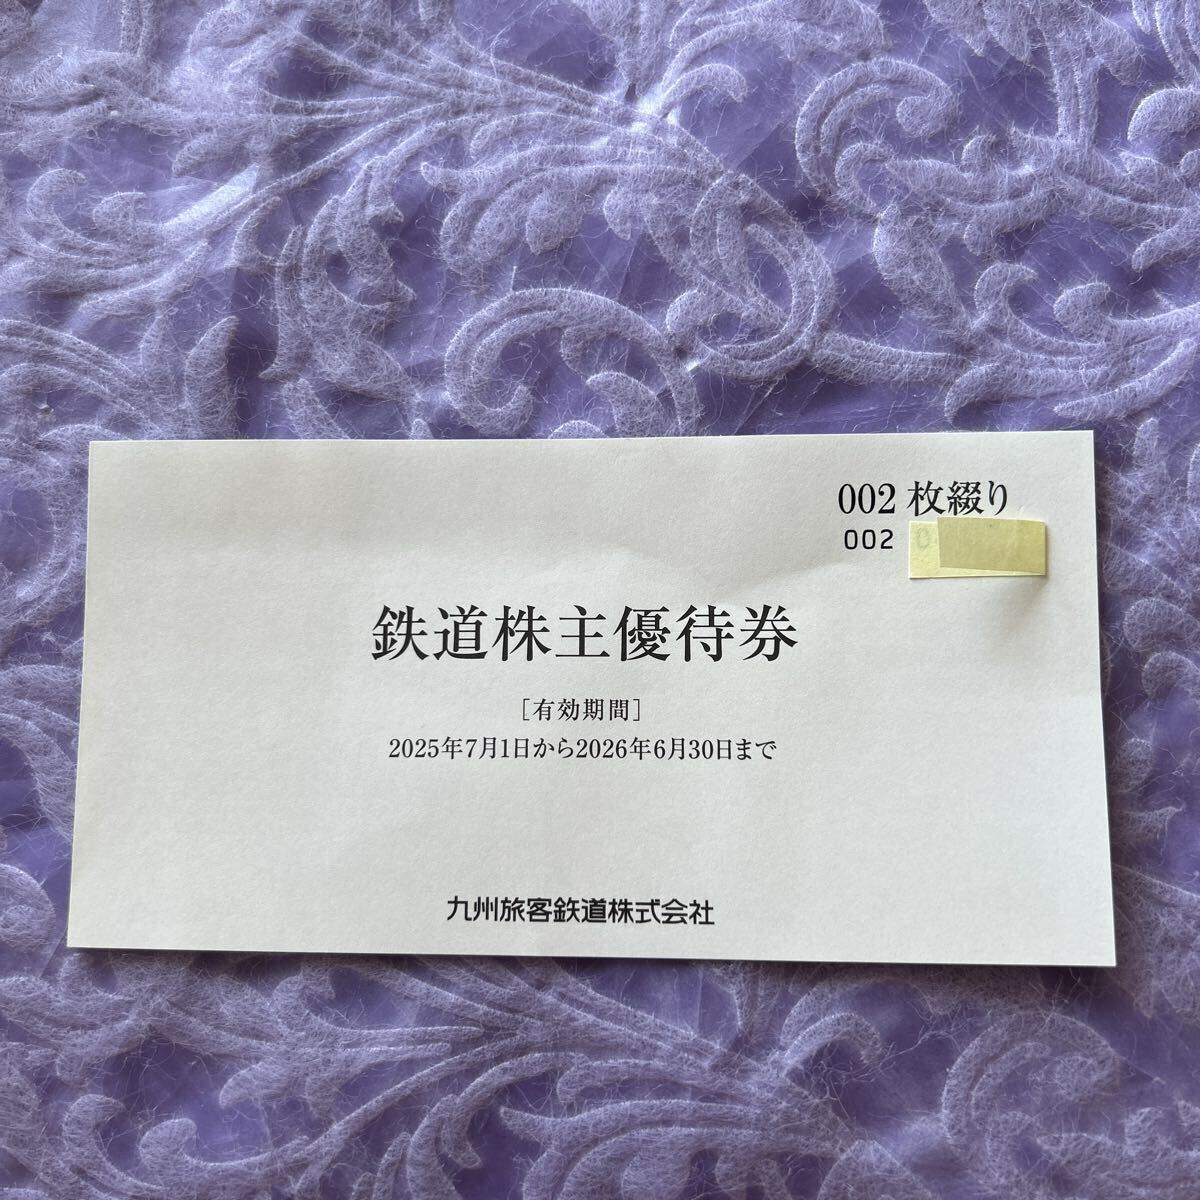 002 枚綴り
002 0
鉄道株主優待券
［有効期間］
2025年7月1日から2026年6月30日まで
九州旅客鉄道株式会社